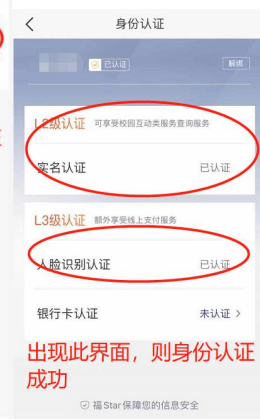 身份认证
已认证
解绑
L2级认证 可享受校园互动类服务查询服务
实名认证 已认证
L3级认证 额外享受线上支付服务
人脸识别认证 已认证
银行卡认证 未认证 >
出现此界面，则身份认证
成功
福Star保障您的信息安全